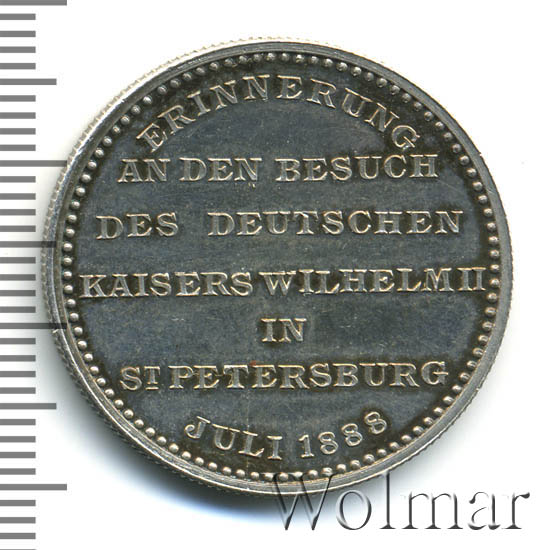 ERINNERUNG
AN DEN BESUCH
DES DEUTSCHEN
KAISERS WILHELM II
IN
ST PETERSBURG
JULI 1888
Wolmar